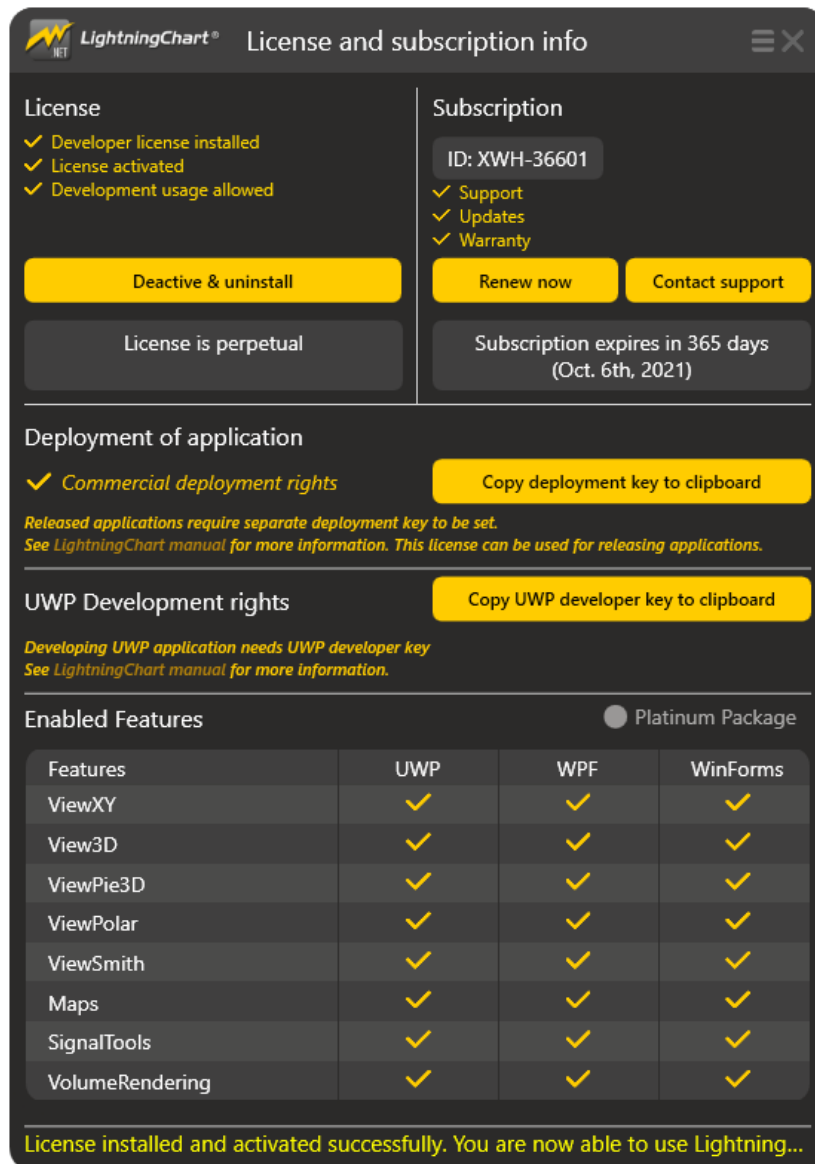 LightningChart® License and subscription info
NET
License
Developer license installed
License activated
Development usage allowed
Deactive & uninstall
License is perpetual
Subscription
ID: XWH-36601
Support
Updates
Warranty
Renew now
Contact support
Subscription expires in 365 days
(Oct. 6th, 2021)
Deployment of application
Commercial deployment rights
Copy deployment key to clipboard
Released applications require separate deployment key to be set.
See LightningChart manual for more information. This license can be used for releasing applications.
UWP Development rights
Copy UWP developer key to clipboard
Developing UWP application needs UWP developer key
See LightningChart manual for more information.
Enabled Features
Platinum Package
Features UWP WPF WinForms
ViewXY
View3D
ViewPie3D
ViewPolar
ViewSmith
Maps
SignalTools
VolumeRendering
License installed and activated successfully. You are now able to use Lightning...